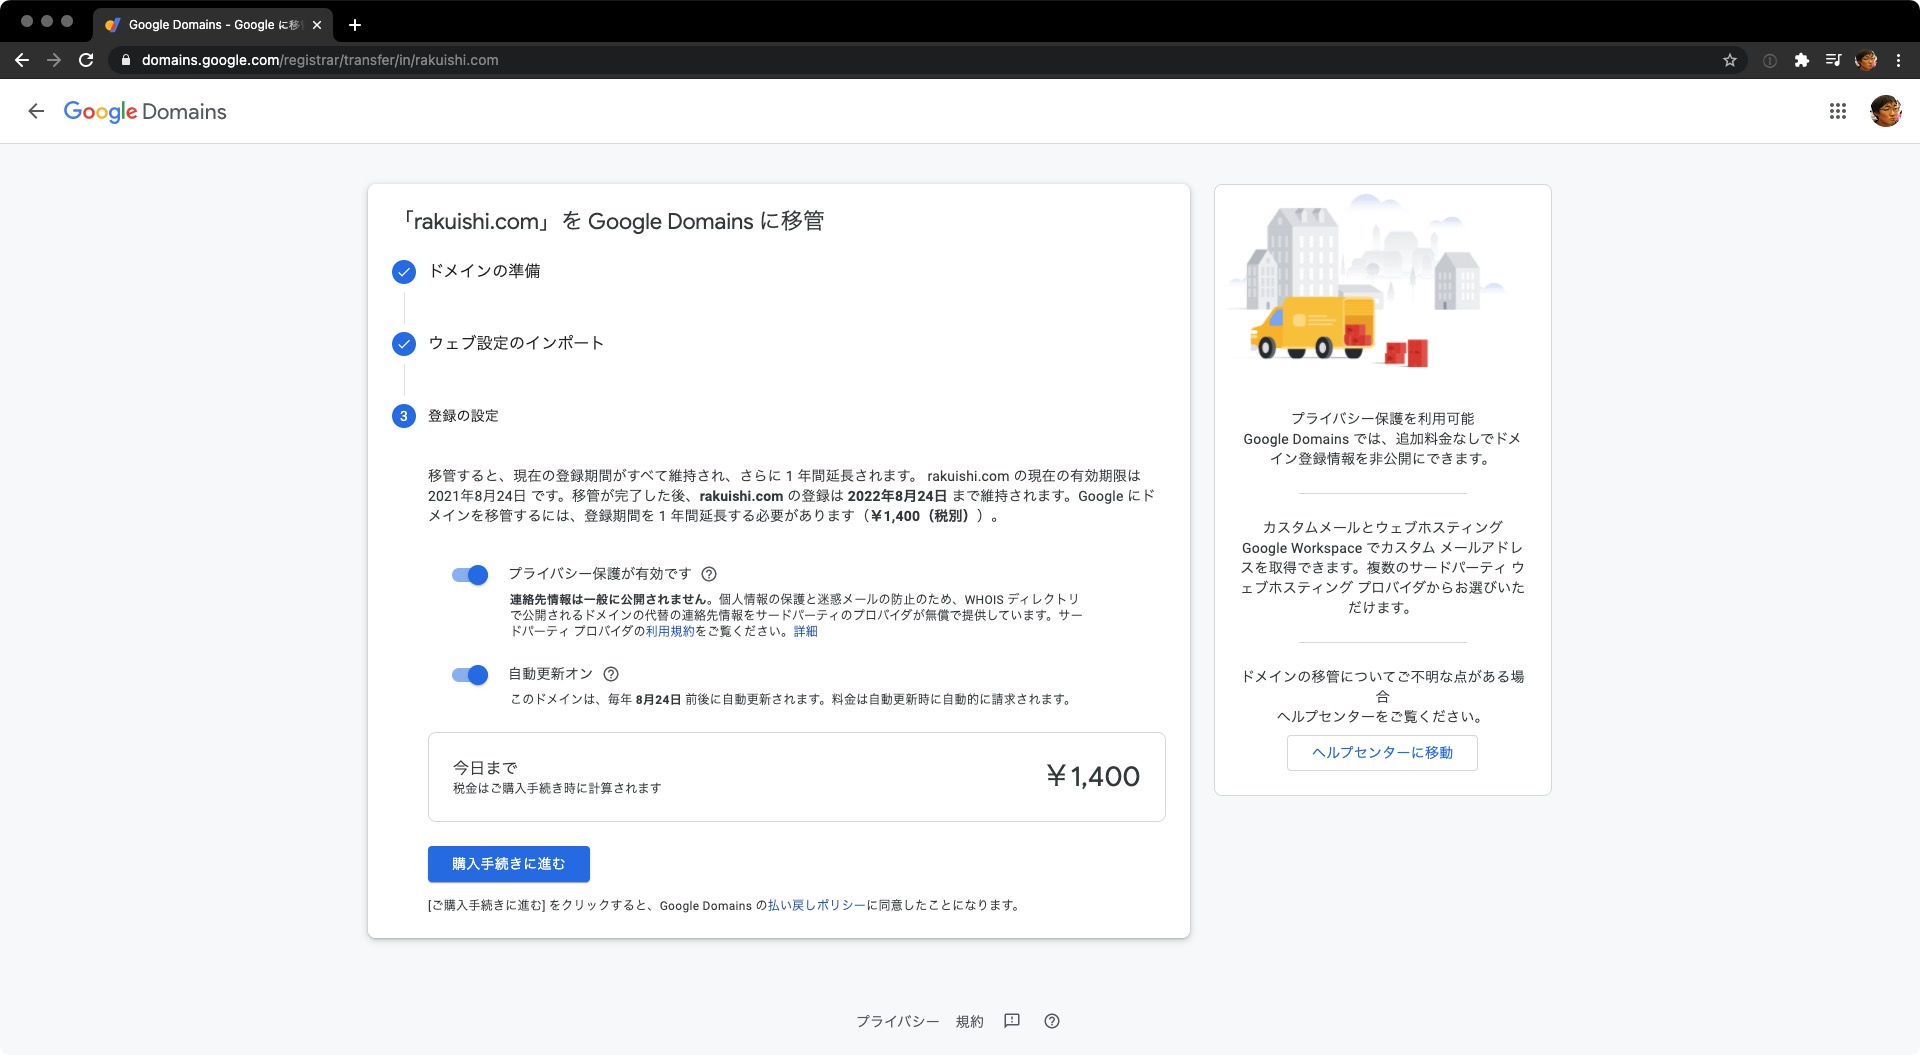 Google Domains - Google に移
domains.google.com/registrar/transfer/in/rakuishi.com
Google Domains
「rakuishi.com」を Google Domains に移管
ドメインの準備
ウェブ設定のインポート
3 登録の設定
移管すると、現在の登録期間がすべて維持され、さらに 1 年間延長されます。 rakuishi.com の現在の有効期限は
2021年8月24日 です。移管が完了した後、rakuishi.com の登録は 2022年8月24日 まで維持されます。Google にド
メインを移管するには、登録期間を 1 年間延長する必要があります（￥1,400（税別））。
プライバシー保護が有効です
連絡先情報は一般に公開されません。個人情報の保護と迷惑メールの防止のため、WHOIS ディレクトリ
で公開されるドメインの代替の連絡先情報をサードパーティのプロバイダが無償で提供しています。サー
ドパーティ プロバイダの利用規約をご覧ください。詳細
自動更新オン
このドメインは、毎年 8月24日 前後に自動更新されます。料金は自動更新時に自動的に請求されます。
今日まで
税金はご購入手続き時に計算されます
￥1,400
購入手続きに進む
[ご購入手続きに進む] をクリックすると、Google Domains の払い戻しポリシーに同意したことになります。
プライバシー保護を利用可能
Google Domains では、追加料金なしでドメ
イン登録情報を非公開にできます。
カスタムメールとウェブホスティング
Google Workspace でカスタム メールアドレ
スを取得できます。複数のサードパーティ ウ
ェブホスティング プロバイダからお選びいた
だけます。
ドメインの移管についてご不明な点がある場
合
ヘルプセンターをご覧ください。
ヘルプセンターに移動
プライバシー 規約